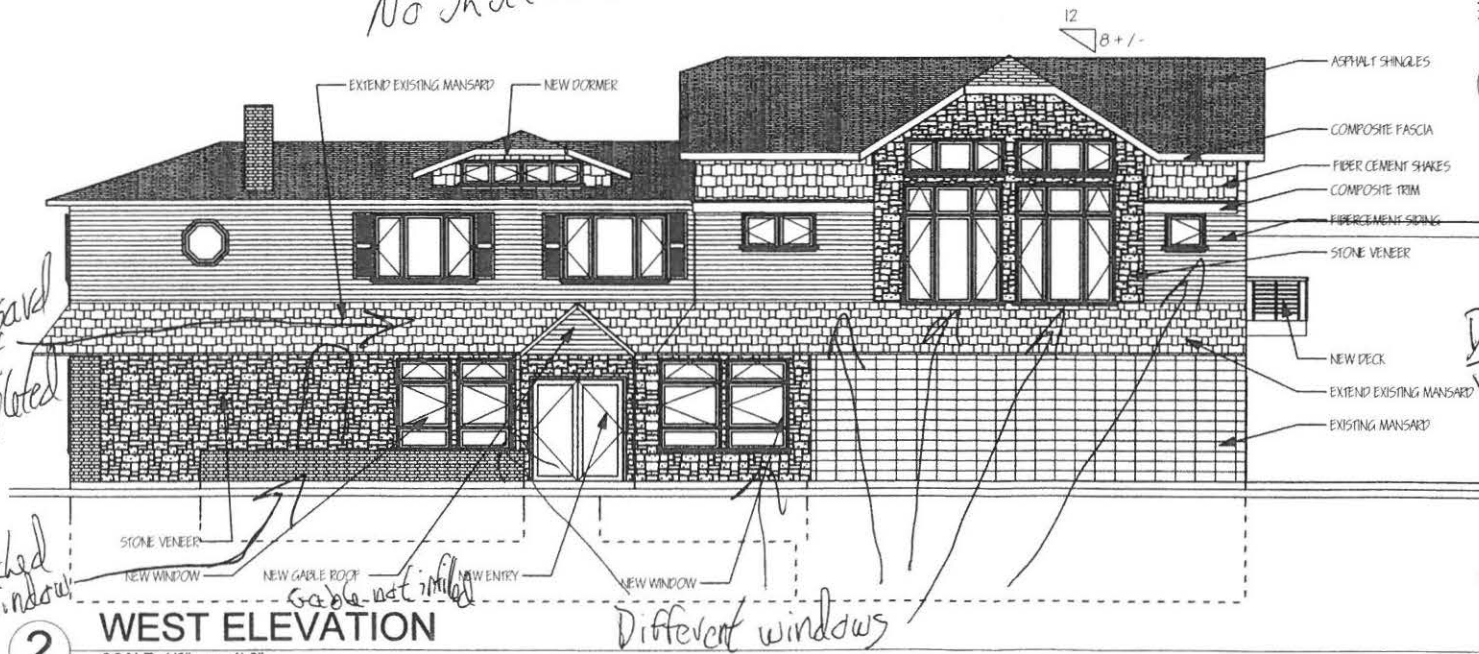 No
12
8 +/-
EXTEND EXISTING MANSARD
NEW DORMER
ASPHALT SHINGLES
COMPOSITE FASCIA
FIBER CEMENT SHAKES
COMPOSITE TRIM
FIBERCEMENT SIDING
STONE VENEER
NEW DECK
EXTEND EXISTING MANSARD
EXISTING MANSARD
STONE VENEER
NEW WINDOW
NEW GABLE ROOF
NEW ENTRY
NEW WINDOW
Gable not
Different windows
2
WEST ELEVATION